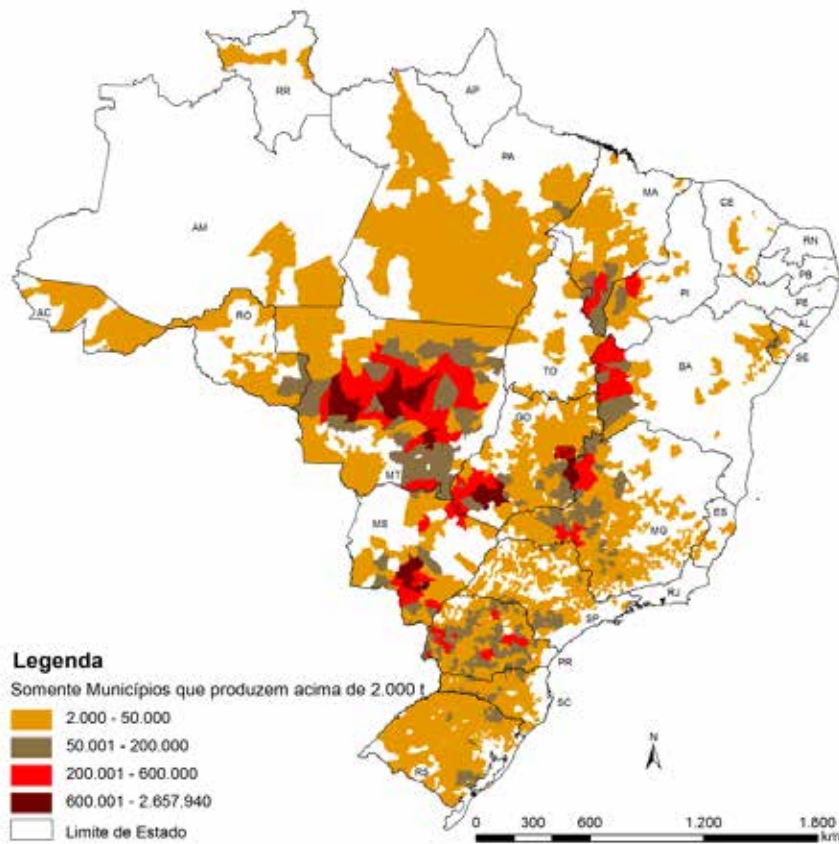 RR
AP
AM
PA
MA
CE
RN
PB
PE
AL
SE
PI
AC
RO
TO
BA
MT
GO
MG
ES
MS
SP
RJ
PR
SC
RS
Legenda
Somente Municípios que produzem acima de 2.000 t
2.000 - 50.000
50.001 - 200.000
200.001 - 600.000
600.001 - 2.657.940
Limite de Estado
N
0 300 600 1.200 1.800
km